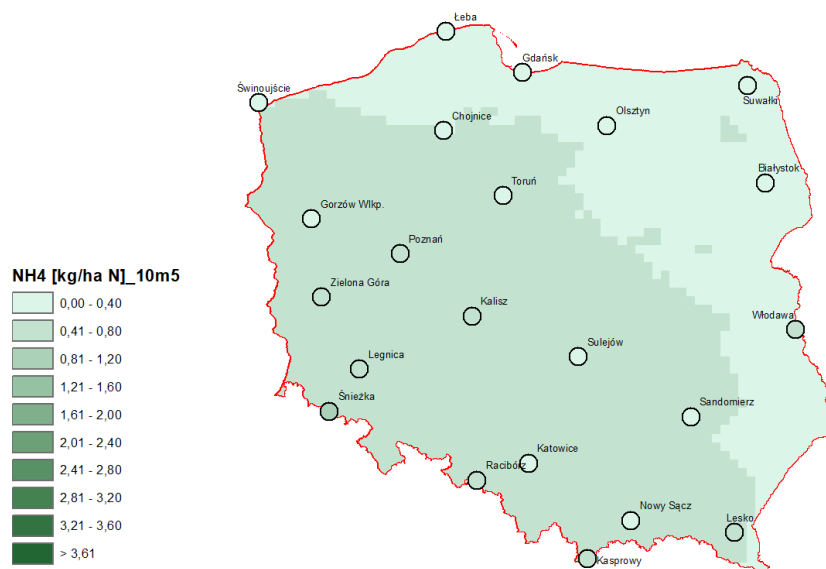 Łeba
Gdańsk
Świnoujście
Suwałki
Olsztyn
Chojnice
Białystok
Toruń
Gorzów Wlkp.
Poznań
NH4 [kg/ha N]_10m5
0,00 - 0,40
Zielona Góra
0,41 - 0,80
Kalisz
Włodawa
0,81 - 1,20
Sulejów
1,21 - 1,60
Legnica
1,61 - 2,00
Śnieżka
Sandomierz
2,01 - 2,40
2,41 - 2,80
Katowice
Racibórz
2,81 - 3,20
Nowy Sącz
3,21 - 3,60
Lesko
> 3,61
Kasprowy